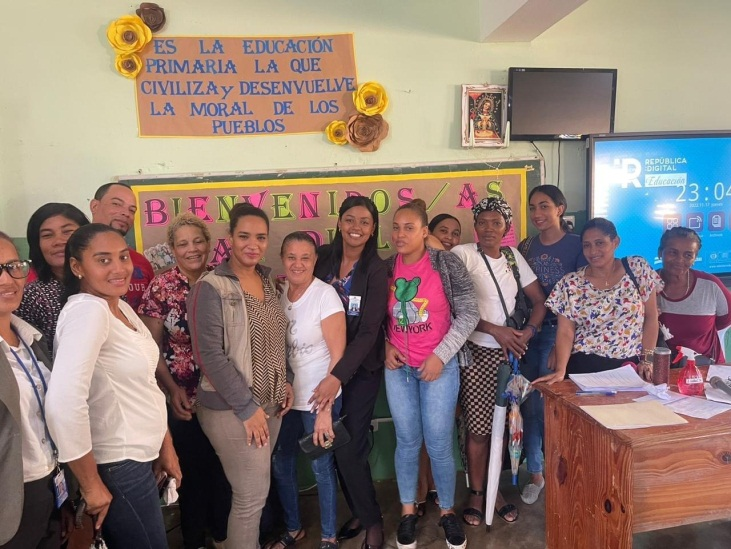 ES LA EDUCACIÓN
PRIMARIA LA QUE
CIVILIZA y DESENVUELVE
LA MORAL DE LOS
PUEBLOS
BIENVENIDOS/AS
REPÚBLICA
DIGITAL
Educación
23:04
NEW YORK